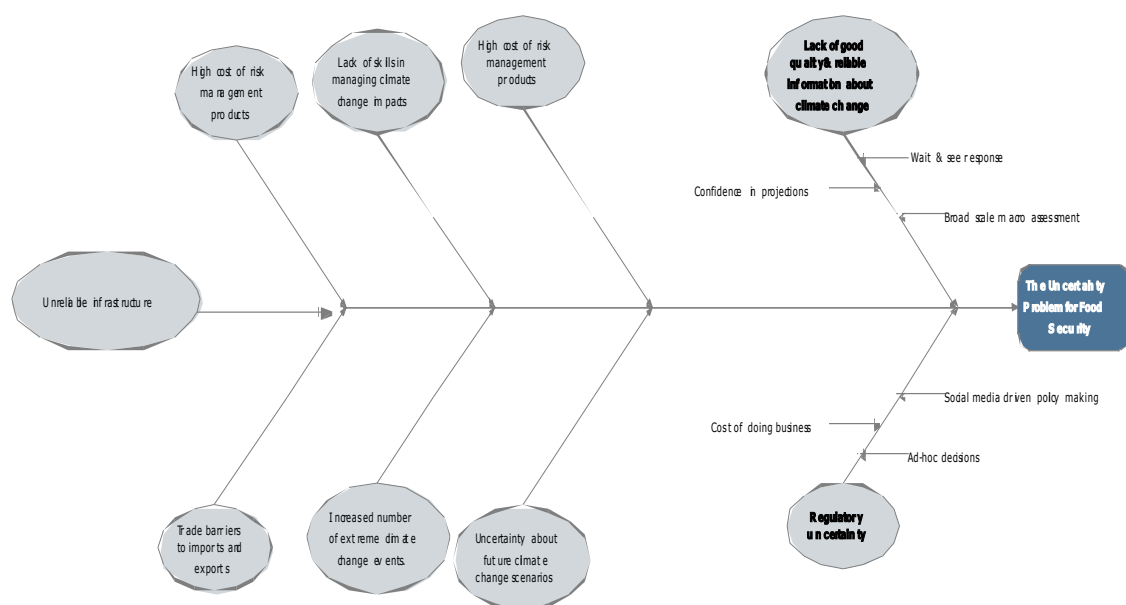 High cost of risk
management
products
Lack of skills in
managing climate
change impacts
High cost of risk
management
products
Lack of good
quality & reliable
information about
climate change
Wait & see response
Confidence in projections
Broad scale macro assessment
Unreliable infrastructure
The Uncertainty
Problem for Food
Security
Social media driven policy making
Cost of doing business
Ad-hoc decisions
Trade barriers
to imports and
exports
Increased number
of extreme climate
change events.
Uncertainty about
future climate
change scenarios
Regulatory
uncertainty